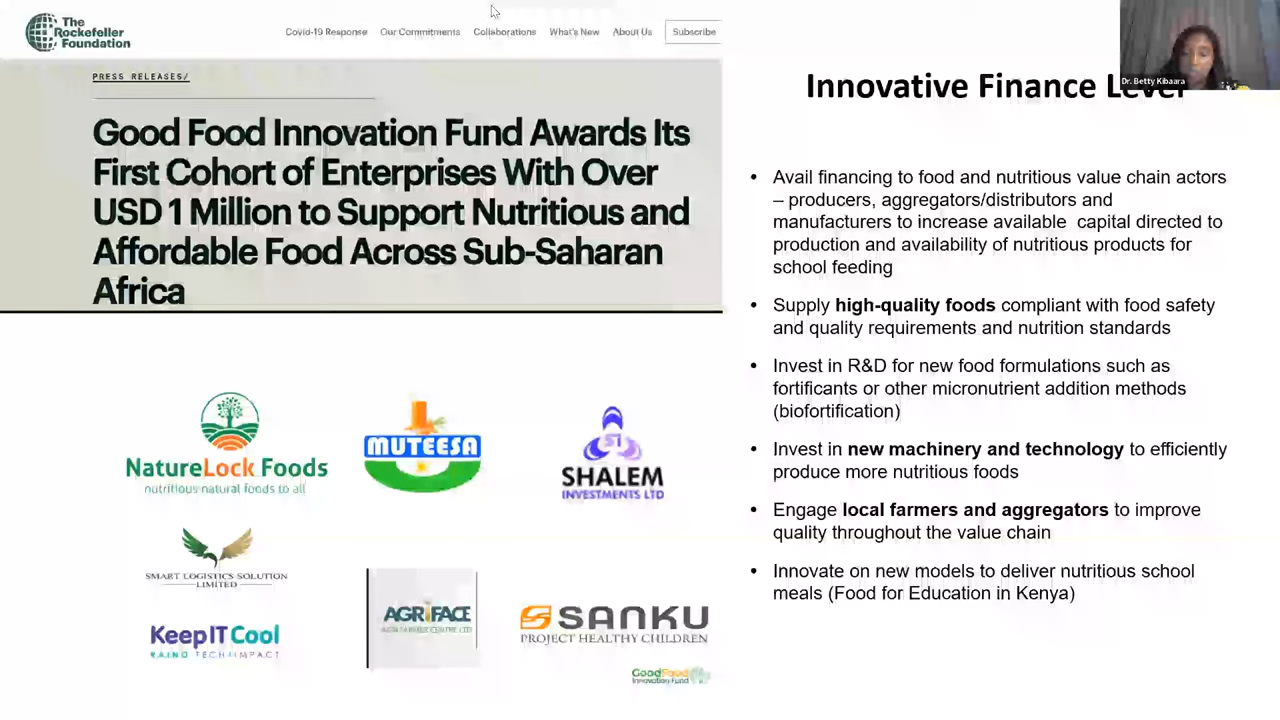 The
Rockefeller
Foundation
Covid-19 Response Our Commitments Collaborations What's New About Us Subscribe
PRESS RELEASES/
Good Food Innovation Fund Awards Its
First Cohort of Enterprises With Over
USD 1 Million to Support Nutritious and
Affordable Food Across Sub-Saharan
Africa
NatureLock Foods
nutritious natural foods to all
MUTEESA
SHALEM
INVESTMENTS LTD
SMART LOGISTICS SOLUTION
LIMITED
KeepITCool
RAINO TECH4IMPACT
AGRIFACE
SANKU
PROJECT HEALTHY CHILDREN
GoodFood
Innovation Fund
Dr. Betty Kibaara
Innovative Finance Lever
• Avail financing to food and nutritious value chain actors
– producers, aggregators/distributors and
manufacturers to increase available capital directed to
production and availability of nutritious products for
school feeding
• Supply high-quality foods compliant with food safety
and quality requirements and nutrition standards
• Invest in R&D for new food formulations such as
fortificants or other micronutrient addition methods
(biofortification)
• Invest in new machinery and technology to efficiently
produce more nutritious foods
• Engage local farmers and aggregators to improve
quality throughout the value chain
• Innovate on new models to deliver nutritious school
meals (Food for Education in Kenya)